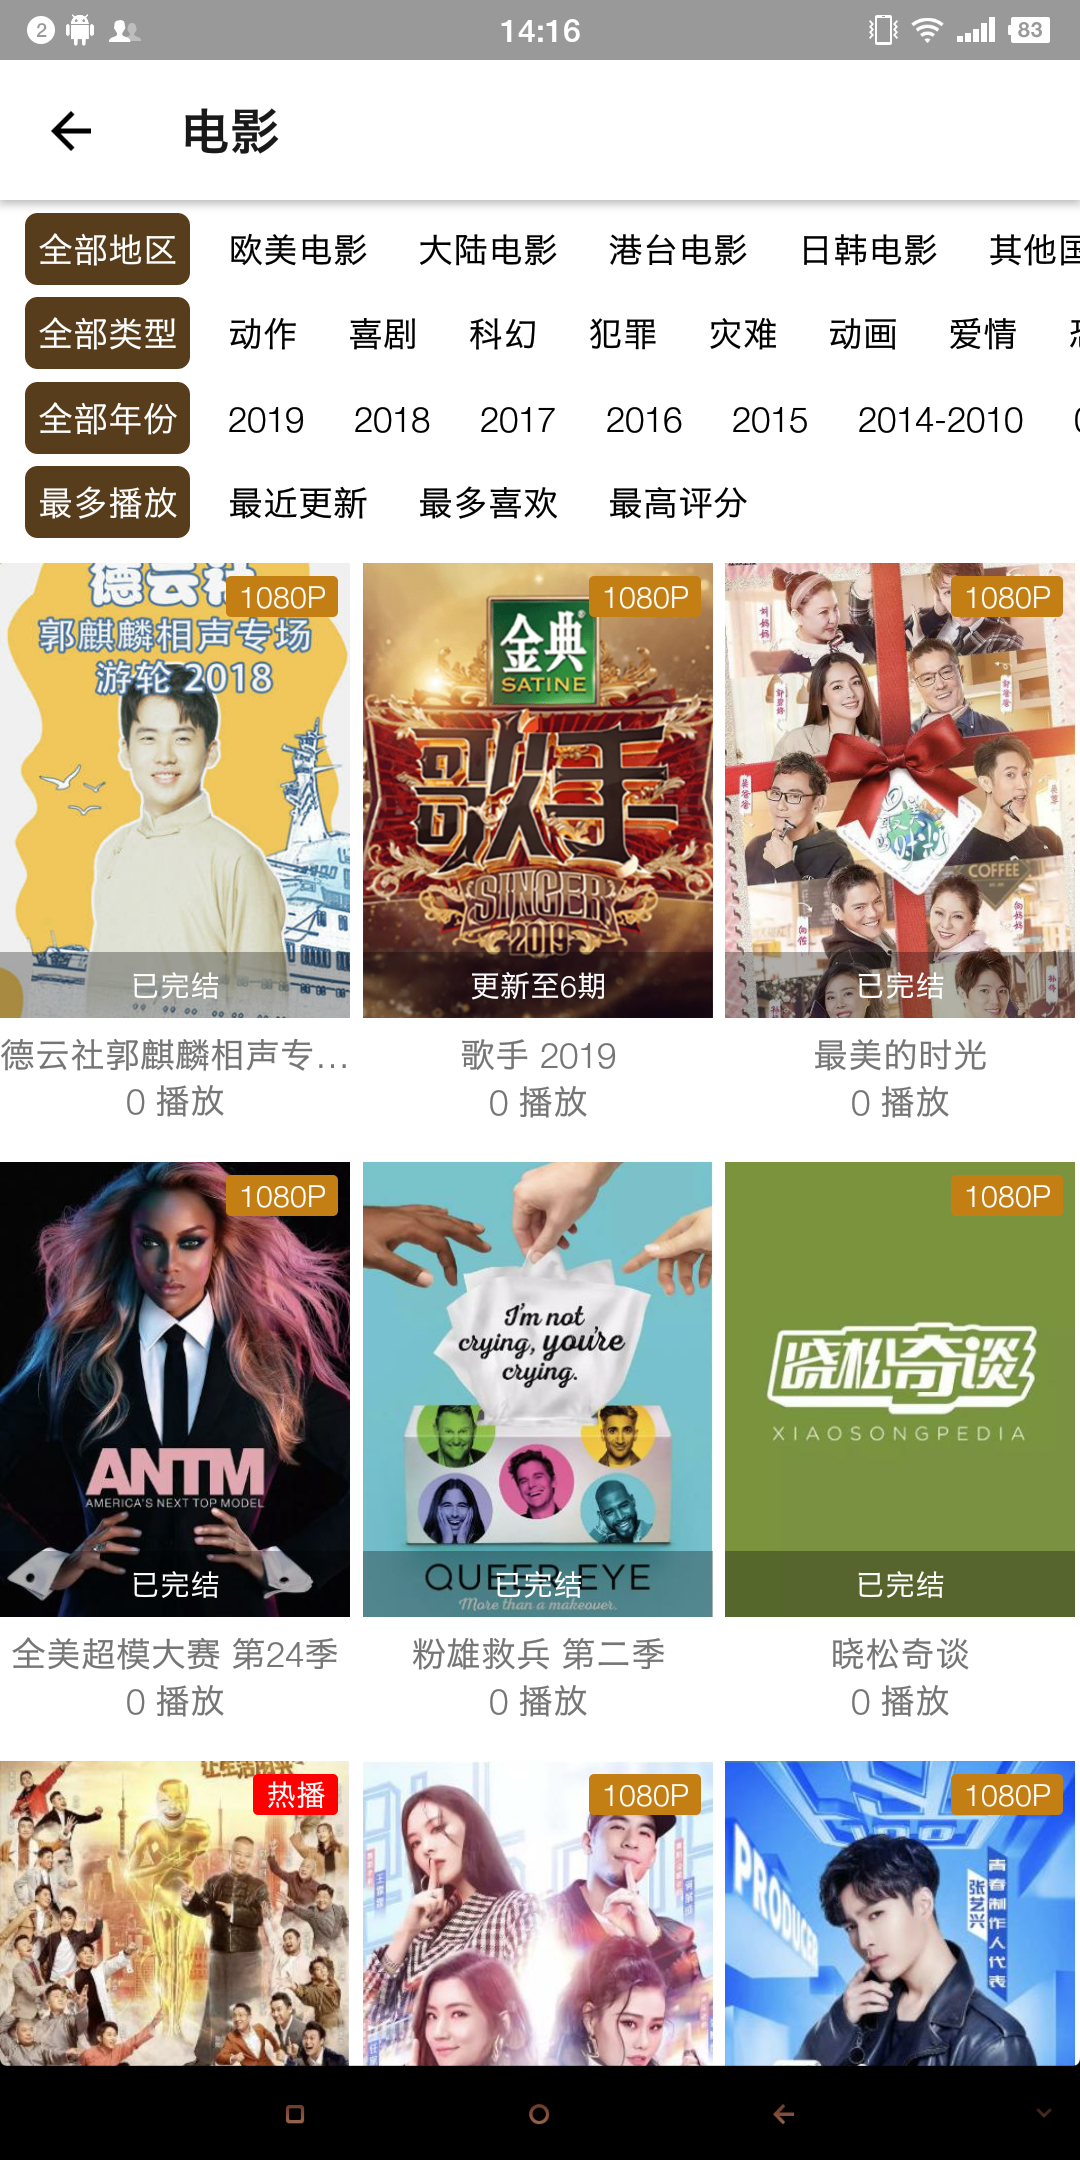 2
14:16
83
电影
全部地区 欧美电影 大陆电影 港台电影 日韩电影 其他国
全部类型 动作 喜剧 科幻 犯罪 灾难 动画 爱情
全部年份 2019 2018 2017 2016 2015 2014-2010
最多播放 最近更新 最多喜欢 最高评分
德云社
1080P
郭麒麟相声专场
游轮 2018
已完结
德云社郭麒麟相声专...
0 播放
1080P
金典
SATINE
歌手
SINGER
2019
更新至6期
歌手 2019
0 播放
1080P
COFFEE
已完结
最美的时光
0 播放
1080P
ANTM
AMERICA'S NEXT TOP MODEL
已完结
全美超模大赛 第24季
0 播放
I'm not
crying, you're
crying.
QUEER EYE
已完结
More than a makeover.
粉雄救兵 第二季
0 播放
1080P
晓松奇谈
XIAOSONGPEDIA
已完结
晓松奇谈
0 播放
热播
1080P
1080P
PRODUCER
青春制作人代表
张艺兴